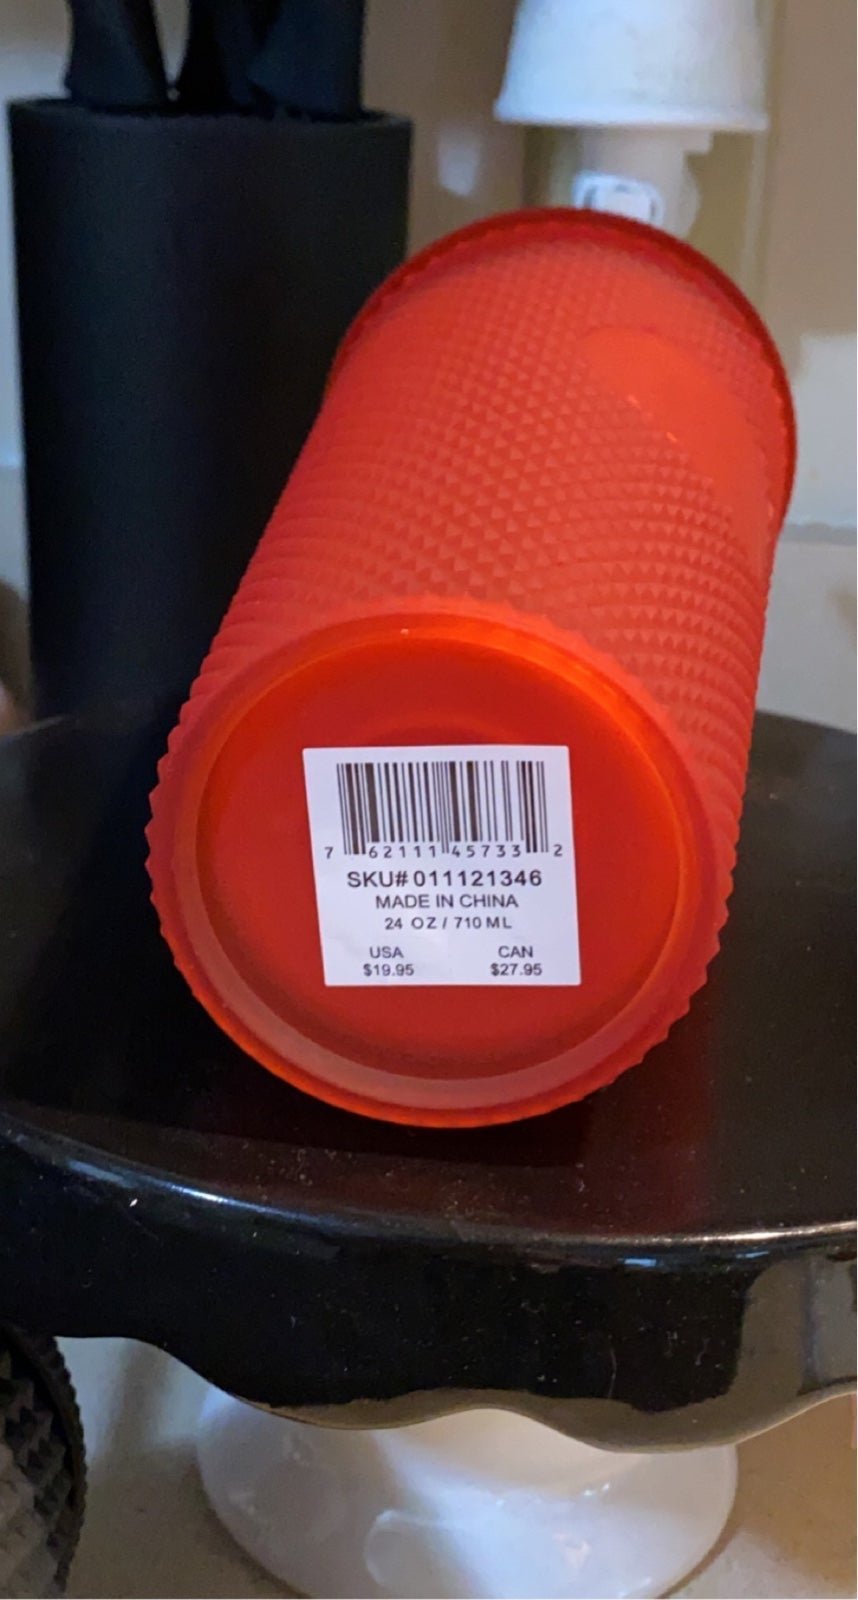 7 62111 45733 2
SKU# 011121346
MADE IN CHINA
24 OZ / 710 ML
USA CAN
$19.95 $27.95